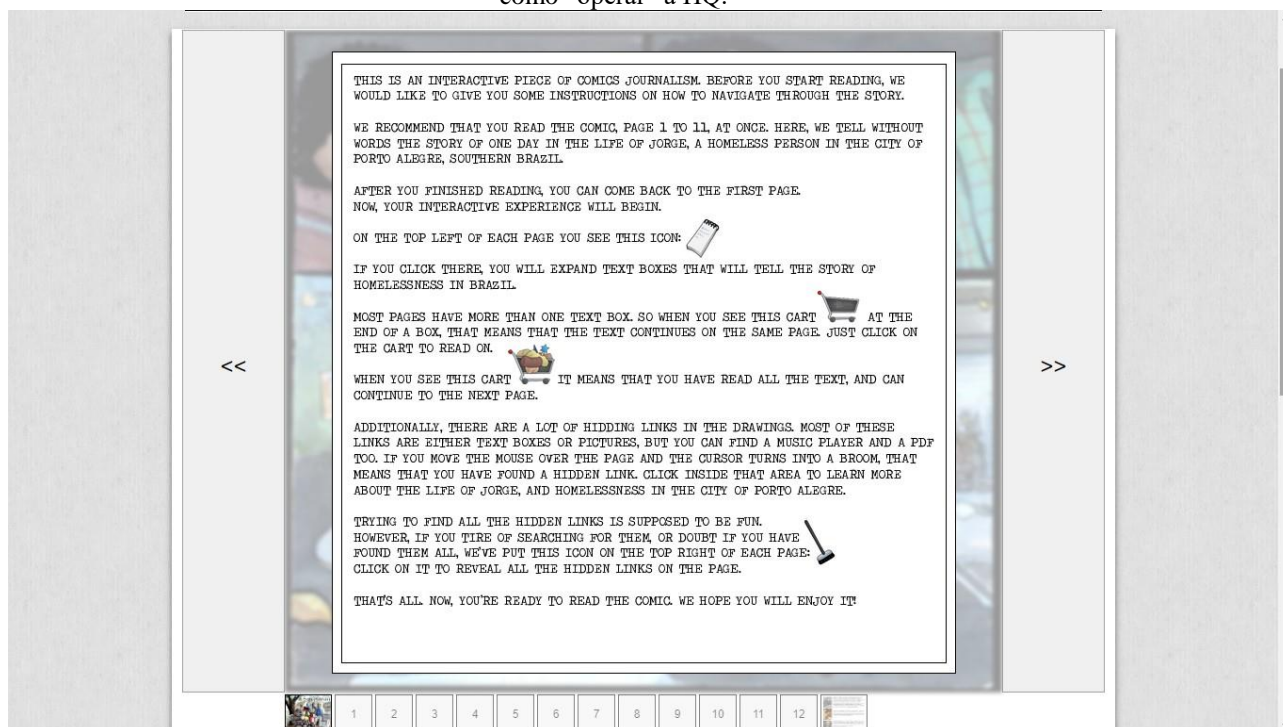 como "operar" a HQ.
THIS IS AN INTERACTIVE PIECE OF COMICS JOURNALISM. BEFORE YOU START READING, WE
WOULD LIKE TO GIVE YOU SOME INSTRUCTIONS ON HOW TO NAVIGATE THROUGH THE STORY.
WE RECOMMEND THAT YOU READ THE COMIC, PAGE 1 TO 11, AT ONCE. HERE, WE TELL WITHOUT
WORDS THE STORY OF ONE DAY IN THE LIFE OF JORGE, A HOMELESS PERSON IN THE CITY OF
PORTO ALEGRE, SOUTHERN BRAZIL.
AFTER YOU FINISHED READING, YOU CAN COME BACK TO THE FIRST PAGE.
NOW, YOUR INTERACTIVE EXPERIENCE WILL BEGIN.
ON THE TOP LEFT OF EACH PAGE YOU SEE THIS ICON:
IF YOU CLICK THERE, YOU WILL EXPAND TEXT BOXES THAT WILL TELL THE STORY OF
HOMELESSNESS IN BRAZIL.
MOST PAGES HAVE MORE THAN ONE TEXT BOX. SO WHEN YOU SEE THIS CART AT THE
END OF A BOX, THAT MEANS THAT THE TEXT CONTINUES ON THE SAME PAGE. JUST CLICK ON
THE CART TO READ ON.
<< >>
WHEN YOU SEE THIS CART IT MEANS THAT YOU HAVE READ ALL THE TEXT, AND CAN
CONTINUE TO THE NEXT PAGE.
ADDITIONALLY, THERE ARE A LOT OF HIDDING LINKS IN THE DRAWINGS. MOST OF THESE
LINKS ARE EITHER TEXT BOXES OR PICTURES, BUT YOU CAN FIND A MUSIC PLAYER AND A PDF
TOO. IF YOU MOVE THE MOUSE OVER THE PAGE AND THE CURSOR TURNS INTO A BROOM, THAT
MEANS THAT YOU HAVE FOUND A HIDDEN LINK. CLICK INSIDE THAT AREA TO LEARN MORE
ABOUT THE LIFE OF JORGE, AND HOMELESSNESS IN THE CITY OF PORTO ALEGRE.
TRYING TO FIND ALL THE HIDDEN LINKS IS SUPPOSED TO BE FUN.
HOWEVER, IF YOU TIRE OF SEARCHING FOR THEM, OR DOUBT IF YOU HAVE
FOUND THEM ALL, WE'VE PUT THIS ICON ON THE TOP RIGHT OF EACH PAGE:
CLICK ON IT TO REVEAL ALL THE HIDDEN LINKS ON THE PAGE.
THAT'S ALL. NOW, YOU'RE READY TO READ THE COMIC. WE HOPE YOU WILL ENJOY IT!
1 2 3 4 5 6 7 8 9 10 11 12